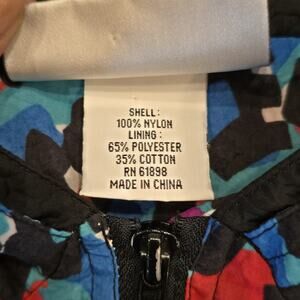 SHELL:
100% NYLON
LINING:
65% POLYESTER
35% COTTON
RN 61898
MADE IN CHINA